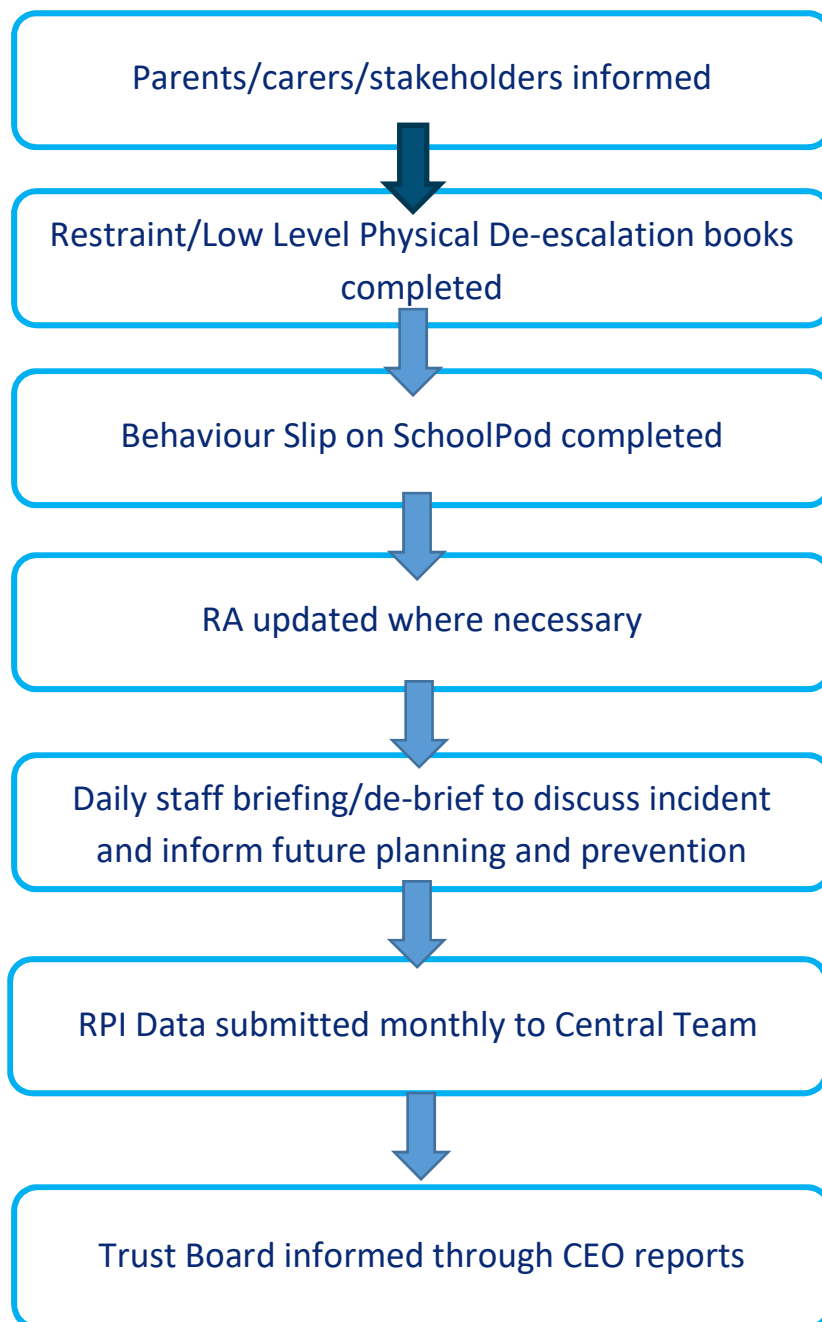 Parents/carers/stakeholders informed
Restraint/Low Level Physical De-escalation books
completed
Behaviour Slip on SchoolPod completed
RA updated where necessary
Daily staff briefing/de-brief to discuss incident
and inform future planning and prevention
RPI Data submitted monthly to Central Team
Trust Board informed through CEO reports